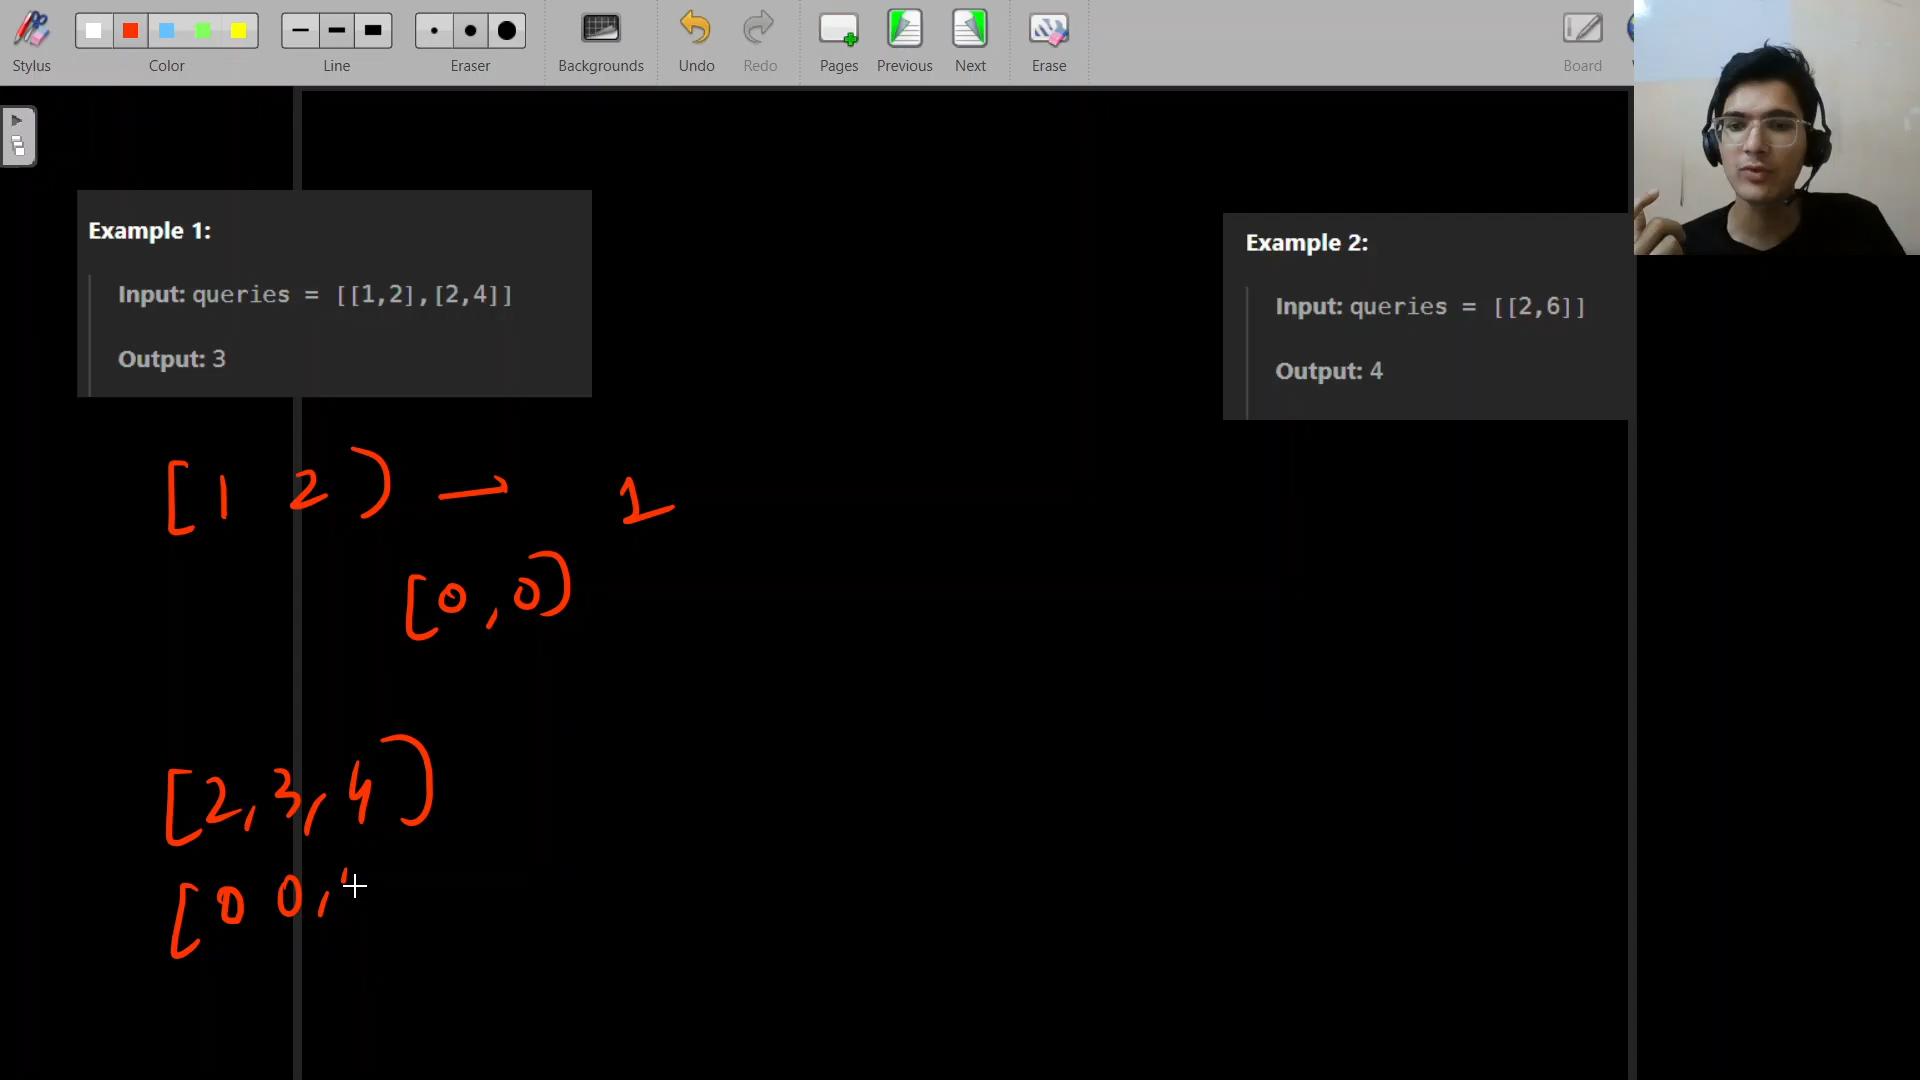 Stylus
Color
Line
Eraser
Backgrounds
Undo
Redo
Pages
Previous
Next
Erase
Board
Example 1:
Input: queries = [[1,2],[2,4]]
Output: 3
Example 2:
Input: queries = [[2,6]]
Output: 4
[1 2) → 1
[0,0)
[2,3,4)
[0 0,